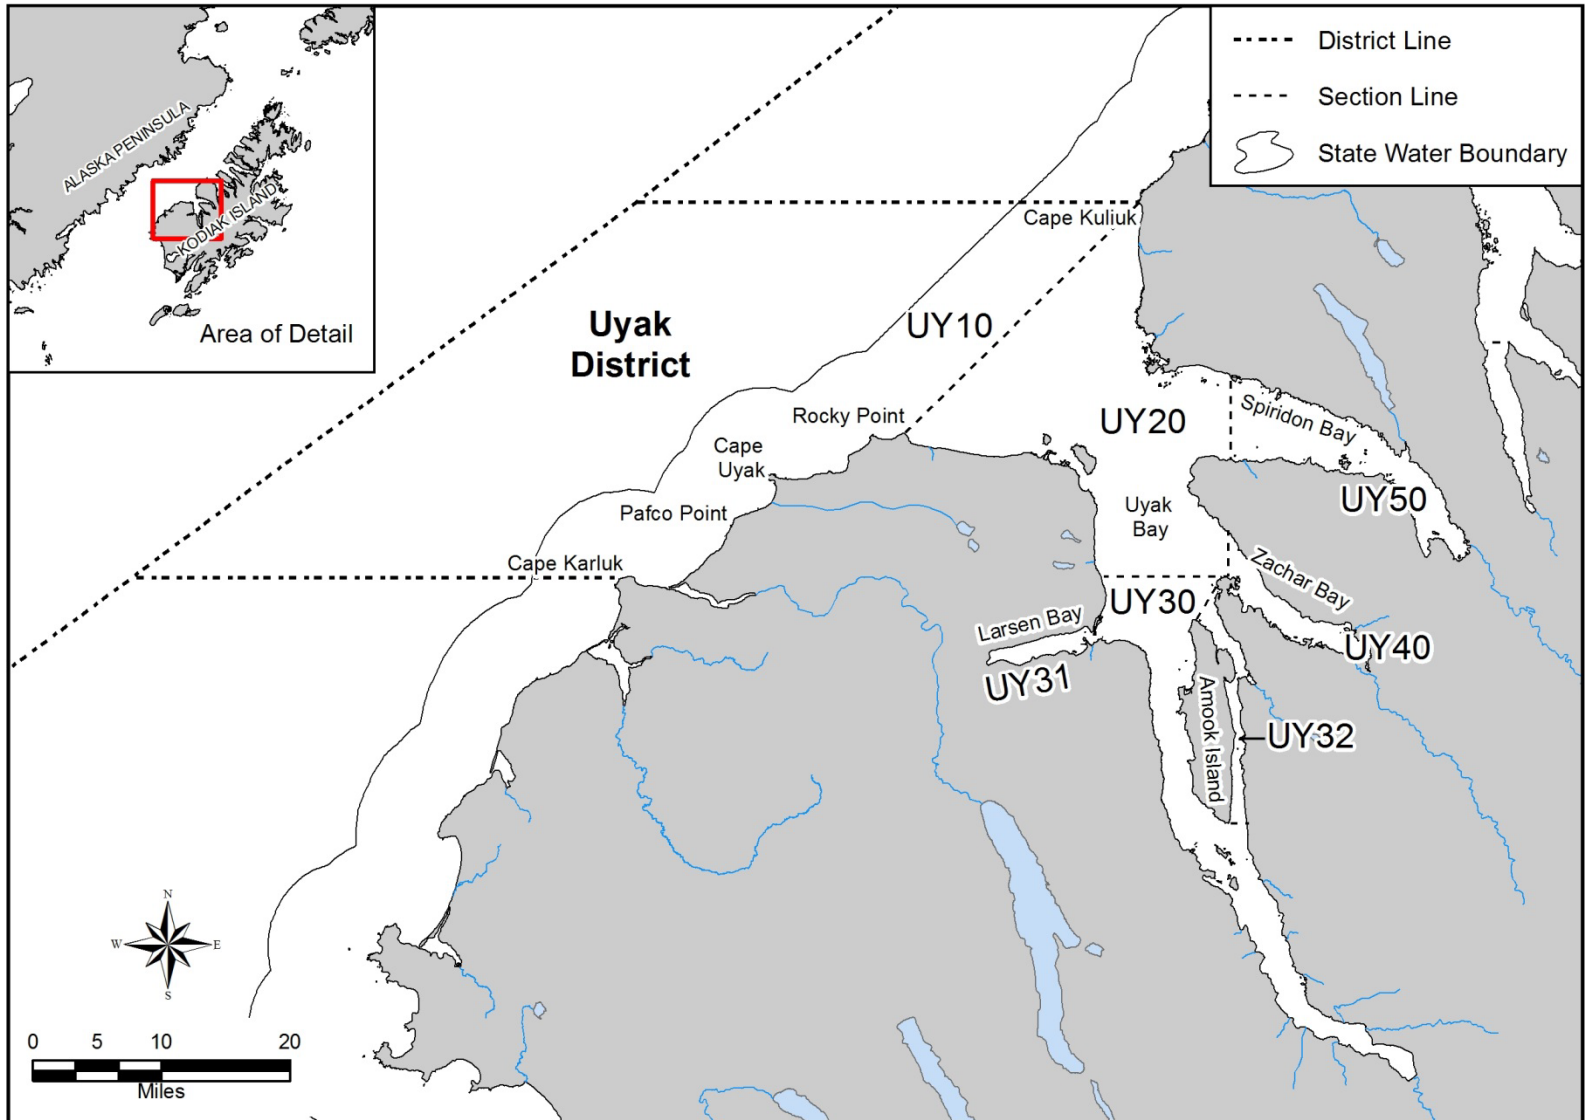 ALASKA PENINSULA
KODIAK ISLAND
Area of Detail
District Line
Section Line
State Water Boundary
Cape Kuliuk
Uyak
District
UY10
Rocky Point
Cape
Uyak
UY20
Spiridon Bay
Pafco Point
Uyak
Bay
UY50
Cape Karluk
Zachar Bay
UY30
Larsen Bay
UY31
UY40
Amook Island
UY32
N
W
E
S
0 5 10 20
Miles